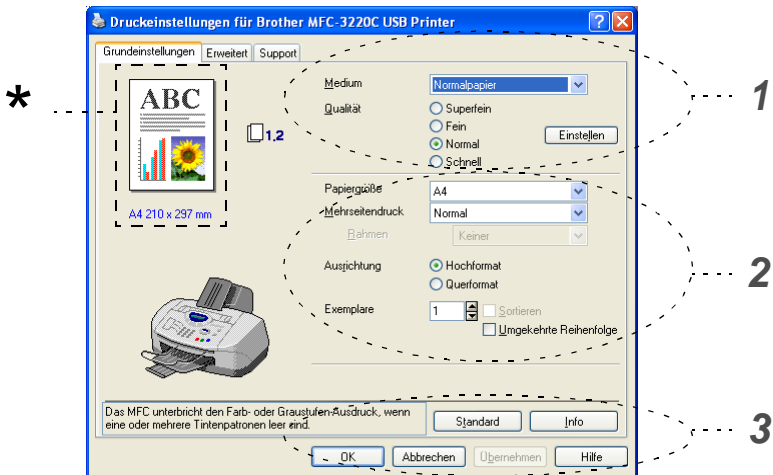 Druckeinstellungen für Brother MFC-3220C USB Printer
Grundeinstellungen Erweitert Support
*
ABC
1.2
A4 210 x 297 mm
Medium Normalpapier
Qualität Superfein
Fein
Normal
Schnell
Einstellen
1
Papiergröße A4
Mehrseitendruck Normal
Rahmen Keiner
Ausrichtung Hochformat
Querformat
Exemplare 1 Sortieren
Umgekehrte Reihenfolge
2
Das MFC unterbricht den Farb- oder Graustufen-Ausdruck, wenn
eine oder mehrere Tintenpatronen leer sind.
Standard Info
3
OK Abbrechen Übernehmen Hilfe